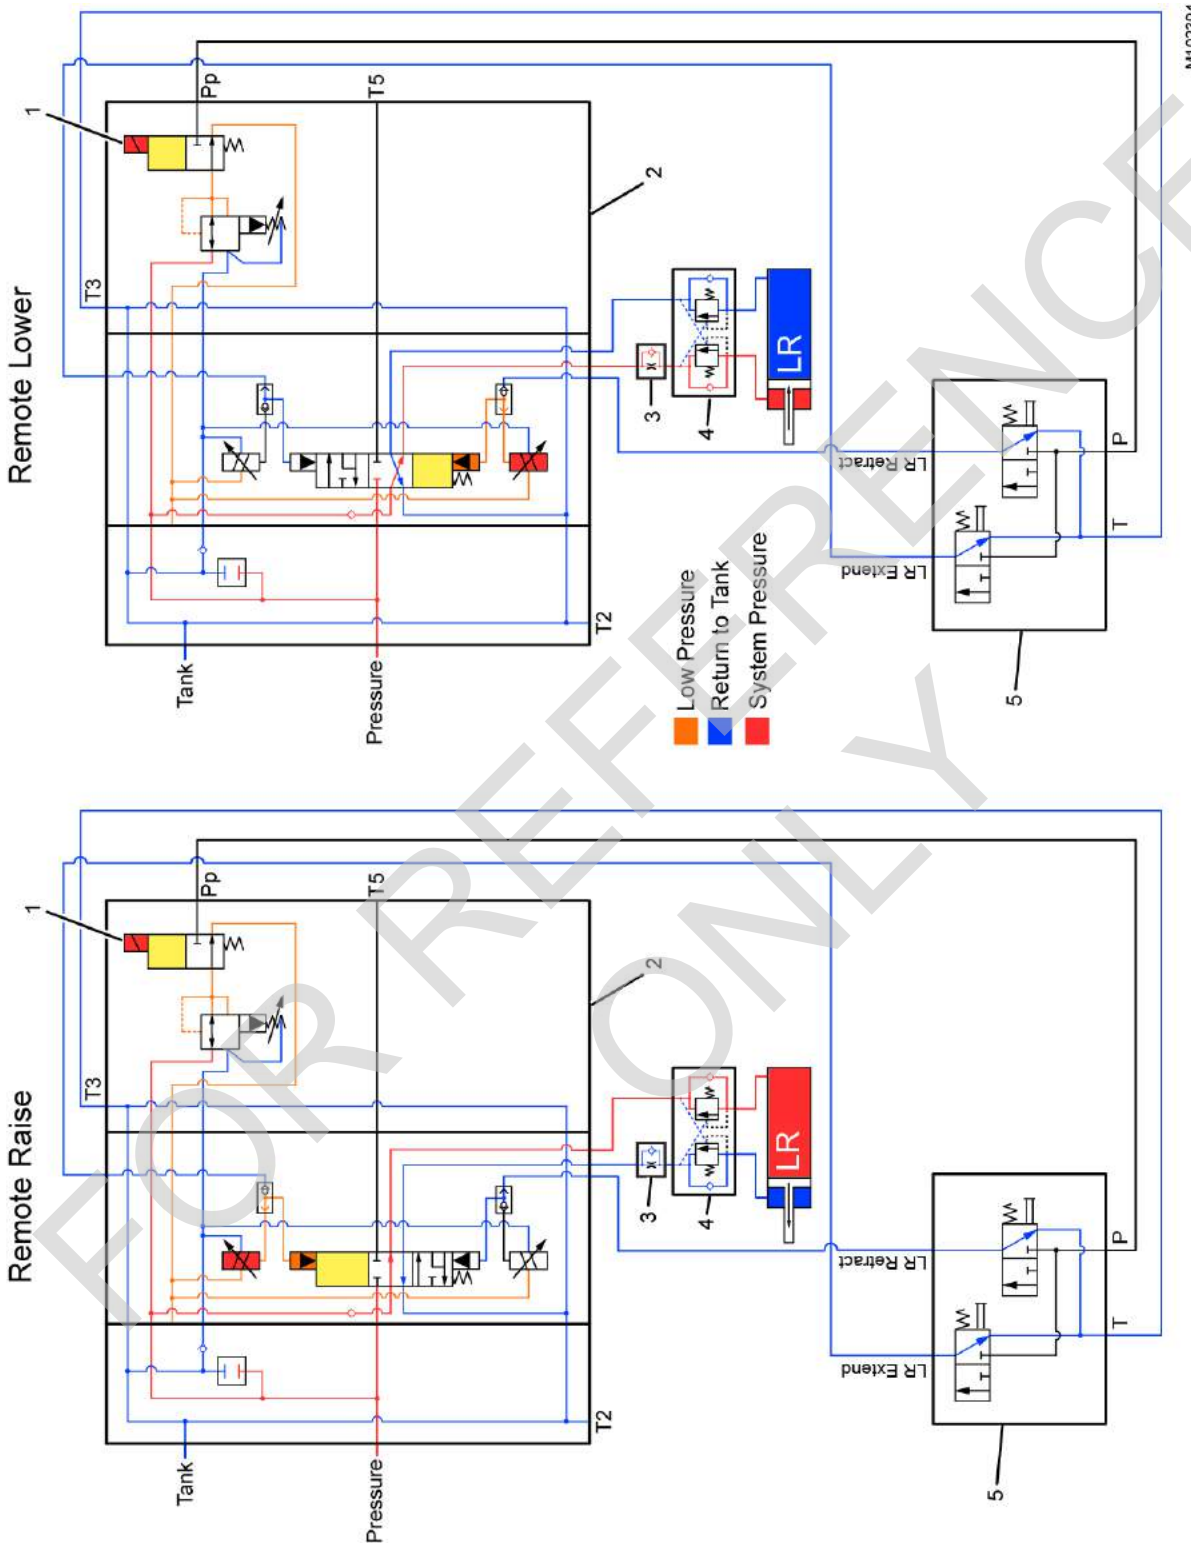 Remote Raise
1
Pp
T5
T3
2
3
4
LR
Tank
Pressure
T2
LR Retract
LR Extend
P
T
5
Low Pressure
Return to Tank
System Pressure
Remote Lower
1
Pp
T5
T3
2
3
4
LR
Tank
Pressure
T2
LR Retract
LR Extend
P
T
5
FOR REFERENCE
ONLY